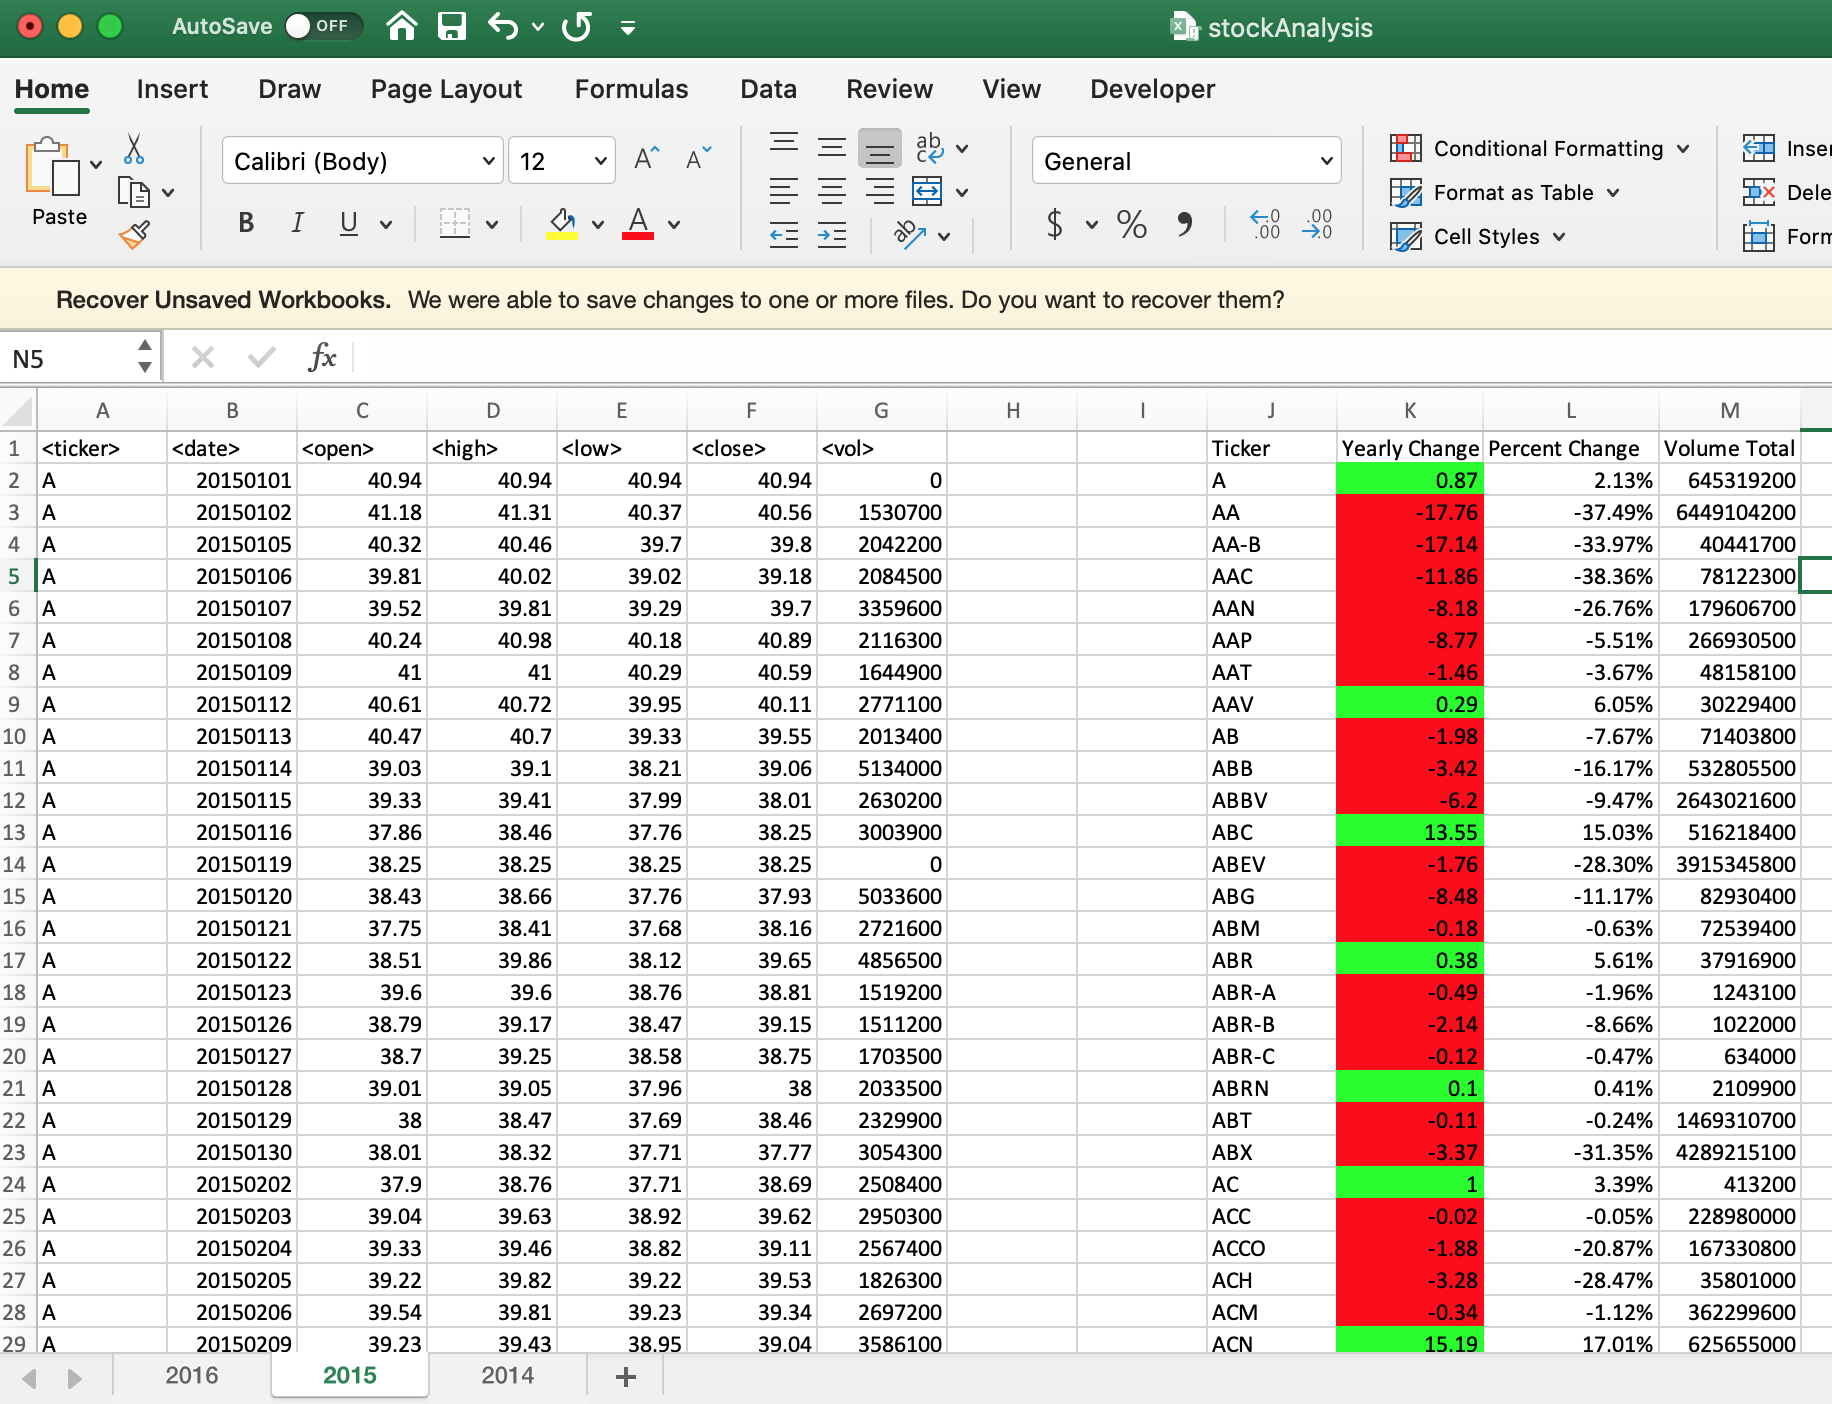 AutoSave OFF stockAnalysis
Home Insert Draw Page Layout Formulas Data Review View Developer
Paste Calibri (Body) 12 General Conditional Formatting
Format as Table
Cell Styles
Recover Unsaved Workbooks. We were able to save changes to one or more files. Do you want to recover them?
N5 fx
A B C D E F G H I J K L M
1 <ticker> <date> <open> <high> <low> <close> <vol> Ticker Yearly Change Percent Change Volume Total
2 A 20150101 40.94 40.94 40.94 40.94 0 A 0.87 2.13% 645319200
3 A 20150102 41.18 41.31 40.37 40.56 1530700 AA -17.76 -37.49% 6449104200
4 A 20150105 40.32 40.46 39.7 39.8 2042200 AA-B -17.14 -33.97% 40441700
5 A 20150106 39.81 40.02 39.02 39.18 2084500 AAC -11.86 -38.36% 78122300
6 A 20150107 39.52 39.81 39.29 39.7 3359600 AAN -8.18 -26.76% 179606700
7 A 20150108 40.24 40.98 40.18 40.89 2116300 AAP -8.77 -5.51% 266930500
8 A 20150109 41 41 40.29 40.59 1644900 AAT -1.46 -3.67% 48158100
9 A 20150112 40.61 40.72 39.95 40.11 2771100 AAV 0.29 6.05% 30229400
10 A 20150113 40.47 40.7 39.33 39.55 2013400 AB -1.98 -7.67% 71403800
11 A 20150114 39.03 39.1 38.21 39.06 5134000 ABB -3.42 -16.17% 532805500
12 A 20150115 39.33 39.41 37.99 38.01 2630200 ABBV -6.2 -9.47% 2643021600
13 A 20150116 37.86 38.46 37.76 38.25 3003900 ABC 13.55 15.03% 516218400
14 A 20150119 38.25 38.25 38.25 38.25 0 ABEV -1.76 -28.30% 3915345800
15 A 20150120 38.43 38.66 37.76 37.93 5033600 ABG -8.48 -11.17% 82930400
16 A 20150121 37.75 38.41 37.68 38.16 2721600 ABM -0.18 -0.63% 72539400
17 A 20150122 38.51 39.86 38.12 39.65 4856500 ABR 0.38 5.61% 37916900
18 A 20150123 39.6 39.6 38.76 38.81 1519200 ABR-A -0.49 -1.96% 1243100
19 A 20150126 38.79 39.17 38.47 39.15 1511200 ABR-B -2.14 -8.66% 1022000
20 A 20150127 38.7 39.25 38.58 38.75 1703500 ABR-C -0.12 -0.47% 634000
21 A 20150128 39.01 39.05 37.96 38 2033500 ABRN 0.1 0.41% 2109900
22 A 20150129 38 38.47 37.69 38.46 2329900 ABT -0.11 -0.24% 1469310700
23 A 20150130 38.01 38.32 37.71 37.77 3054300 ABX -3.37 -31.35% 4289215100
24 A 20150202 37.9 38.76 37.71 38.69 2508400 AC 1 3.39% 413200
25 A 20150203 39.04 39.63 38.92 39.62 2950300 ACC -0.02 -0.05% 228980000
26 A 20150204 39.33 39.46 38.82 39.11 2567400 ACCO -1.88 -20.87% 167330800
27 A 20150205 39.22 39.82 39.22 39.53 1826300 ACH -3.28 -28.47% 35801000
28 A 20150206 39.54 39.81 39.23 39.34 2697200 ACM -0.34 -1.12% 362299600
29 A 20150209 39.23 39.43 38.95 39.04 3586100 ACN 15.19 17.01% 625655000
2016 2015 2014 +